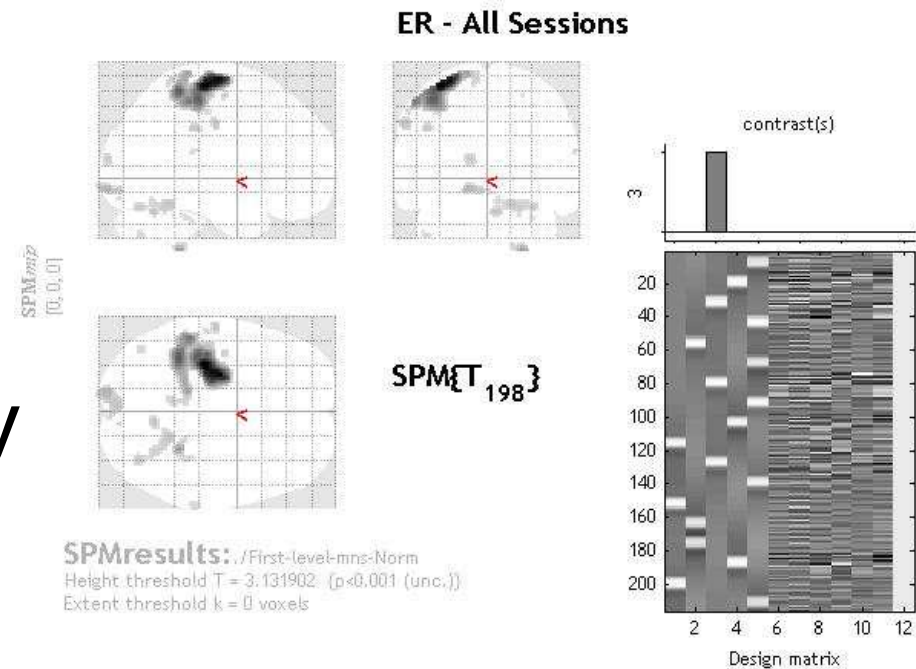 ER - All Sessions
SPMmip
[0, 0, 0]
<
<
<
SPM{T198}
SPMresults: ./First-level-mns-Norm
Height threshold T = 3.131902 (p<0.001 (unc.))
Extent threshold k = 0 voxels
contrast(s)
3
20
40
60
80
100
120
140
160
180
200
2 4 6 8 10 12
Design matrix
y